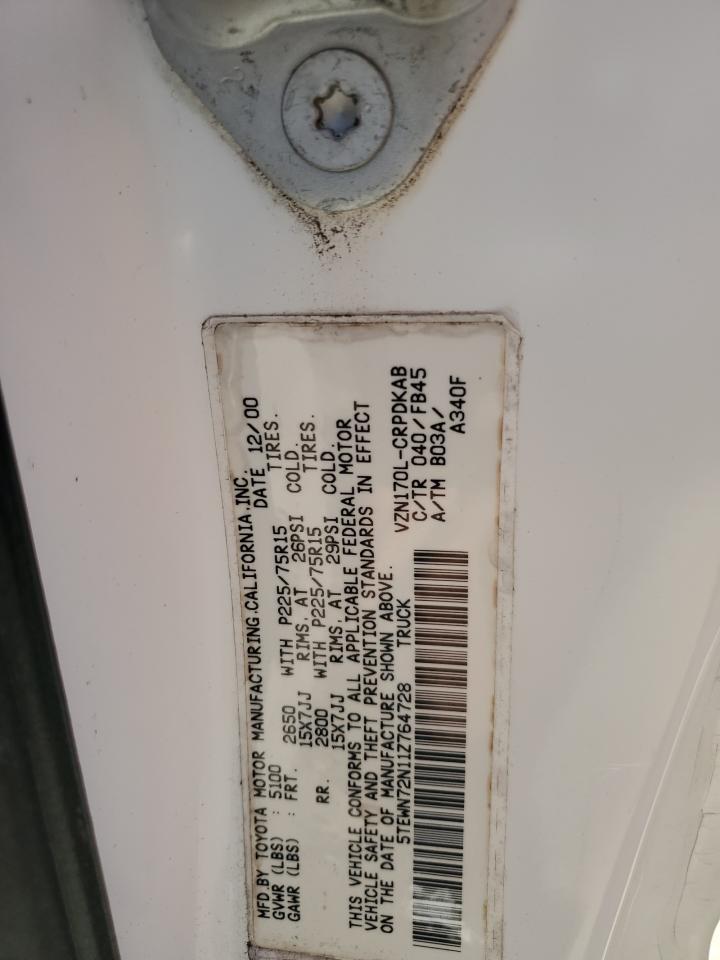 MFD BY TOYOTA MOTOR MANUFACTURING.CALIFORNIA.INC.
GVWR (LBS) : 5100 DATE 12/00
GAWR (LBS) : FRT. 2650 WITH P225/75R15 TIRES.
15X7JJ RIMS, AT 26PSI COLD.
RR. 2800 WITH P225/75R15 TIRES.
15X7JJ RIMS, AT 29PSI COLD.
THIS VEHICLE CONFORMS TO ALL APPLICABLE FEDERAL MOTOR
VEHICLE SAFETY AND THEFT PREVENTION STANDARDS IN EFFECT
ON THE DATE OF MANUFACTURE SHOWN ABOVE.
5TEWN72N11Z764728 TRUCK
VZN170L-CRPDKAB
C/TR 040/FB45
A/TM B03A/
A340F